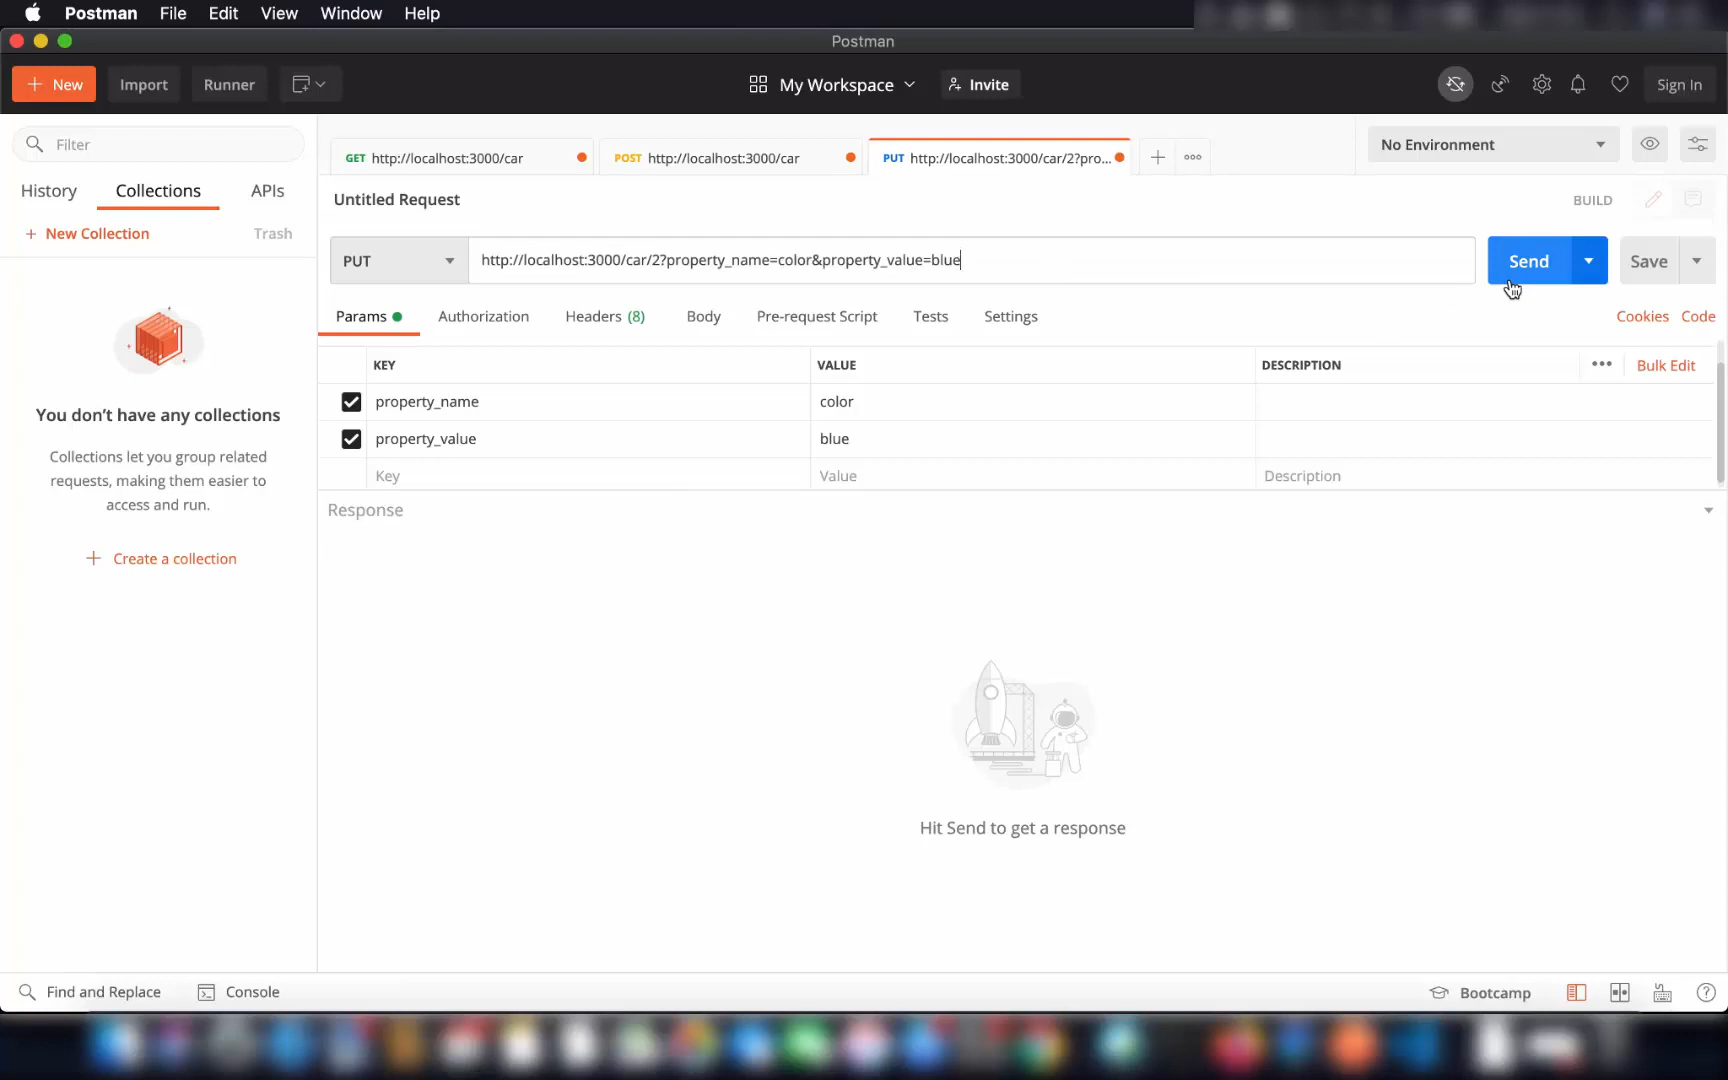 Postman File Edit View Window Help
Postman
New Import Runner My Workspace Invite Sign In
Filter
GET http://localhost:3000/car
POST http://localhost:3000/car
PUT http://localhost:3000/car/2?pro...
No Environment
History Collections APIs
Untitled Request
BUILD
+ New Collection Trash
PUT http://localhost:3000/car/2?property_name=color&property_value=blue Send Save
Params Authorization Headers (8) Body Pre-request Script Tests Settings Cookies Code
KEY VALUE DESCRIPTION Bulk Edit
property_name color
property_value blue
Key Value Description
Response
You don't have any collections
Collections let you group related
requests, making them easier to
access and run.
+ Create a collection
Hit Send to get a response
Find and Replace Console Bootcamp